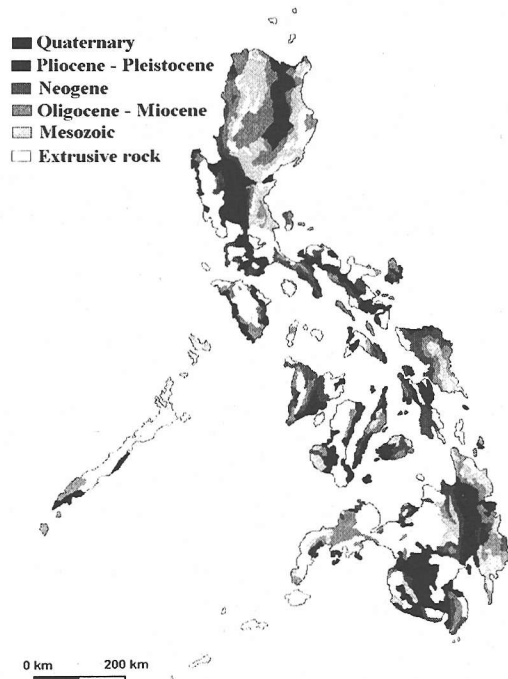 Quaternary
Pliocene - Pleistocene
Neogene
Oligocene - Miocene
Mesozoic
Extrusive rock
0 km 200 km